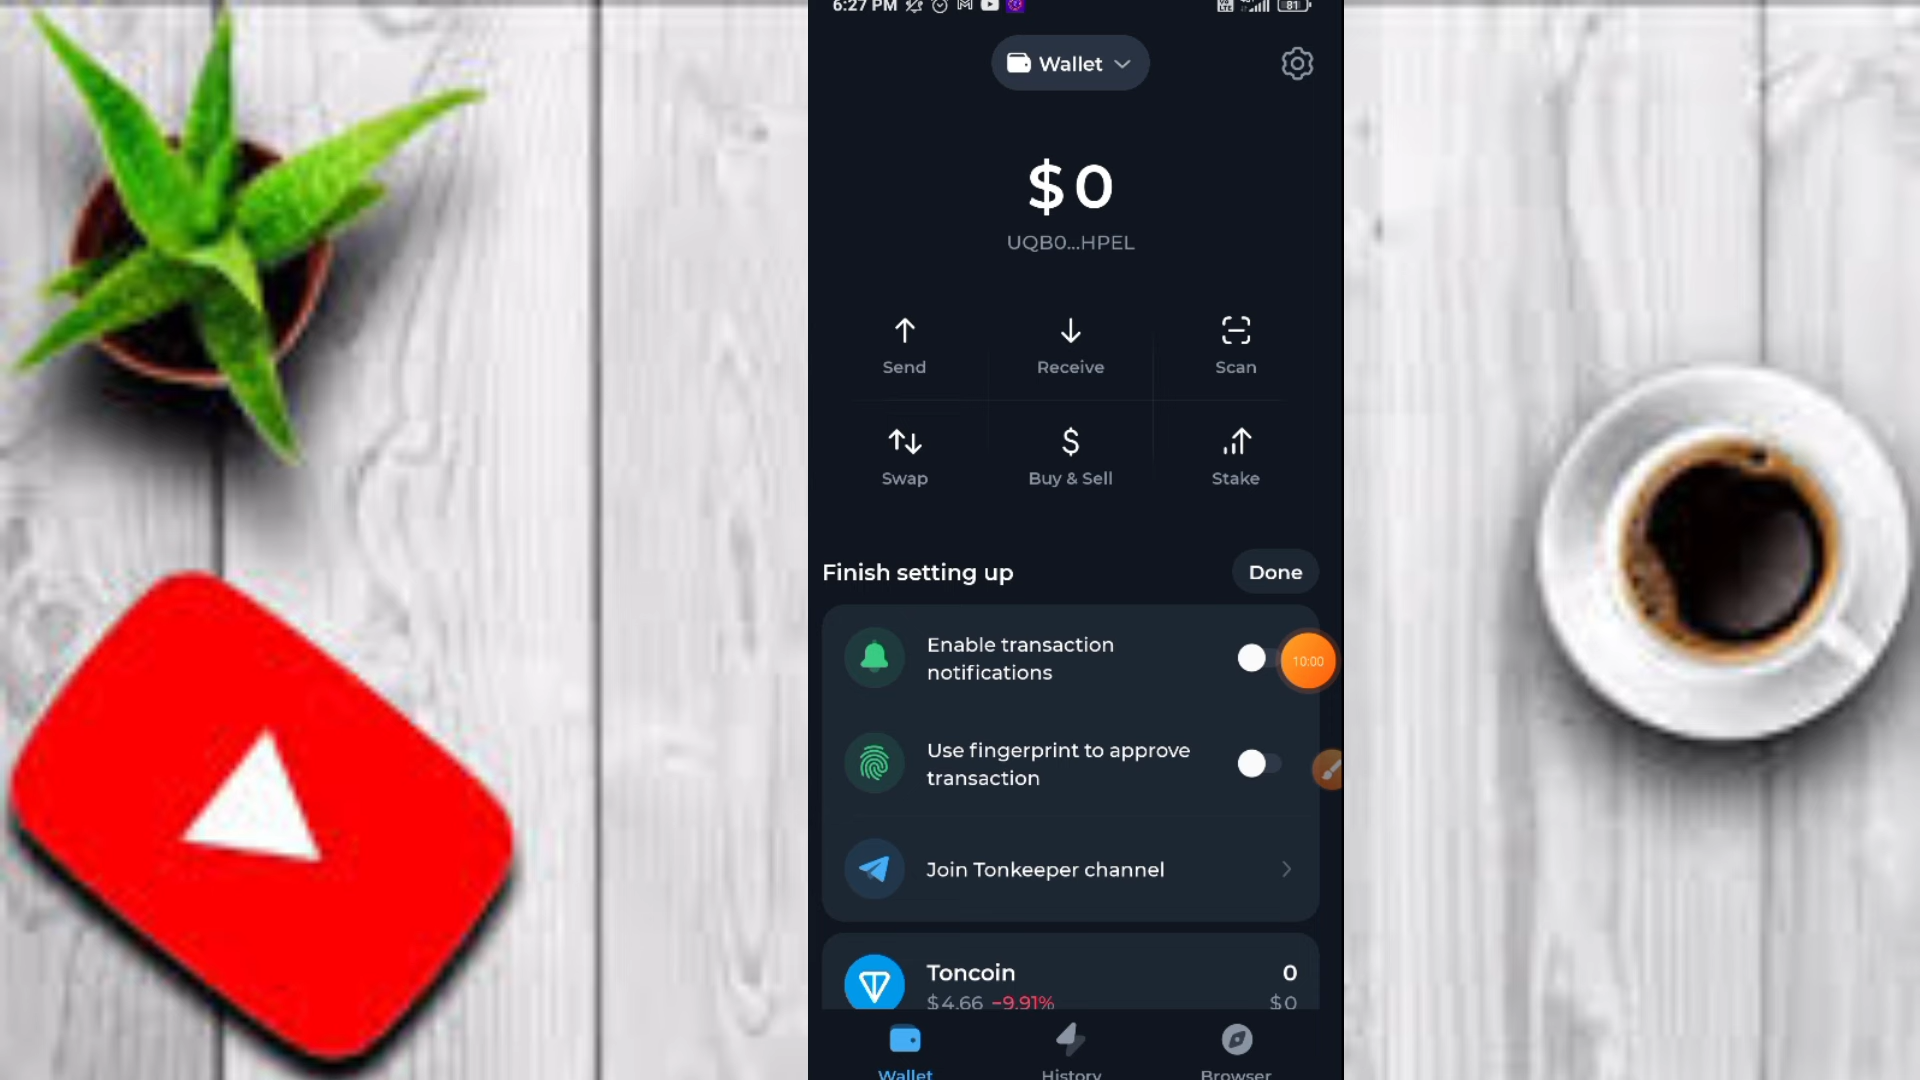 6:27 PM
81
Wallet
$0
UQB0...HPEL
Send
Receive
Scan
Swap
Buy & Sell
Stake
Finish setting up
Done
Enable transaction
notifications
10:00
Use fingerprint to approve
transaction
Join Tonkeeper channel
Toncoin
0
$4.66 −9.91%
$0
Wallet
History
Browser